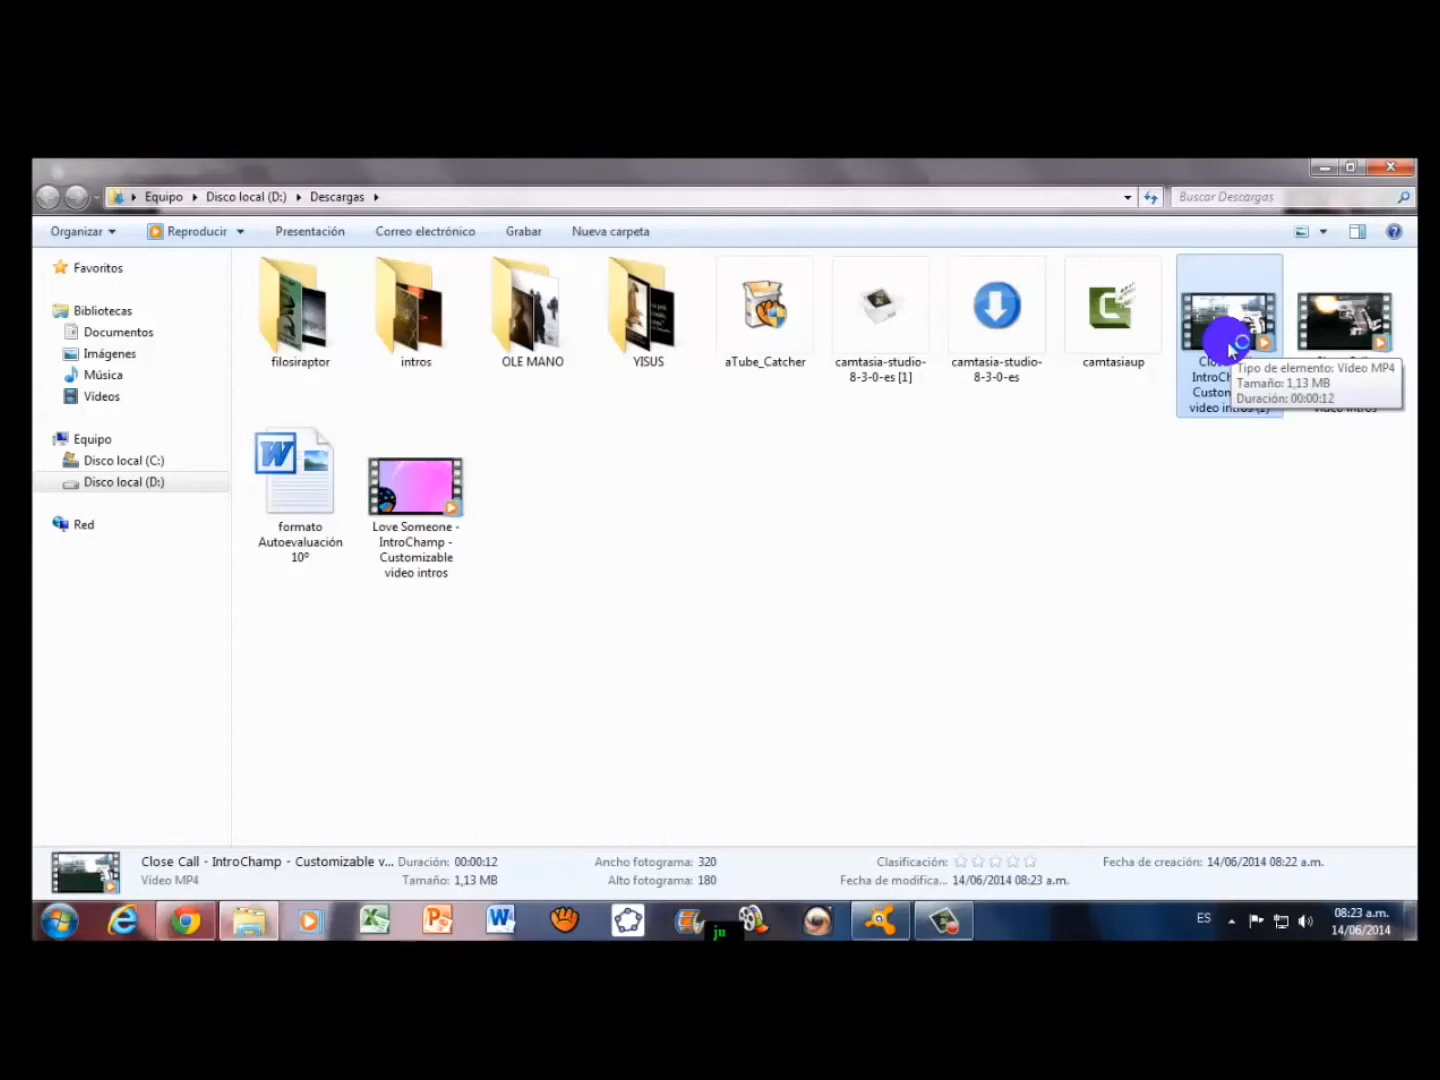 Equipo
Disco local (D:)
Descargas
Buscar Descargas
Organizar
Reproducir
Presentación
Correo electrónico
Grabar
Nueva carpeta
Favoritos
Bibliotecas
Documentos
Imágenes
Música
Vídeos
Equipo
Disco local (C:)
Disco local (D:)
Red
filosiraptor
intros
OLE MANO
YISUS
aTube_Catcher
camtasia-studio-
8-3-0-es [1]
camtasia-studio-
8-3-0-es
camtasiaup
Tipo de elemento: Vídeo MP4
Tamaño: 1,13 MB
Duración: 00:00:12
formato
Autoevaluación
10º
Love Someone -
IntroChamp -
Customizable
video intros
Close Call - IntroChamp - Customizable v...
Vídeo MP4
Duración: 00:00:12
Tamaño: 1,13 MB
Ancho fotograma: 320
Alto fotograma: 180
Clasificación:
Fecha de modifica... 14/06/2014 08:23 a.m.
Fecha de creación: 14/06/2014 08:22 a.m.
ju
ES
08:23 a.m.
14/06/2014